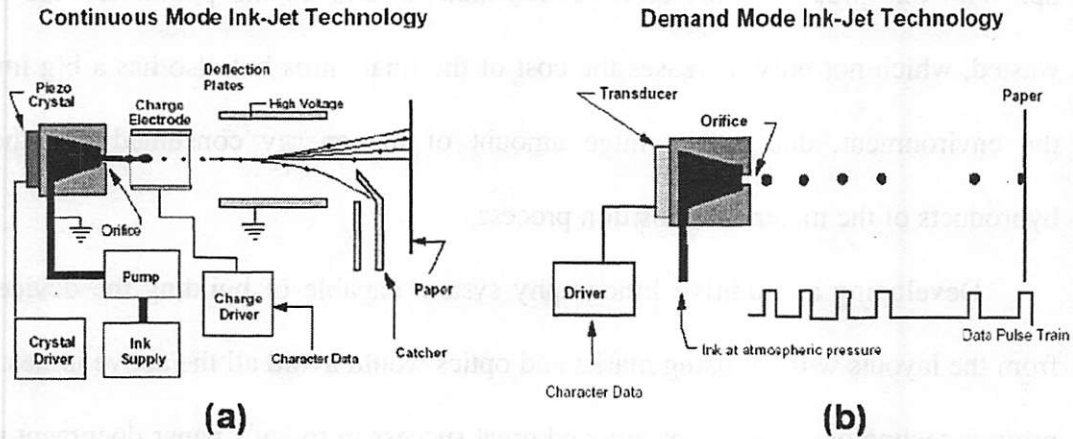 Continuous Mode Ink-Jet Technology
Demand Mode Ink-Jet Technology
Piezo
Crystal
Charge
Electrode
Deflection
Plates
High Voltage
Orifice
Pump
Crystal
Driver
Ink
Supply
Charge
Driver
Character Data
Paper
Catcher
(a)
Transducer
Orifice
Paper
Driver
Ink at atmospheric pressure
Data Pulse Train
Character Data
(b)